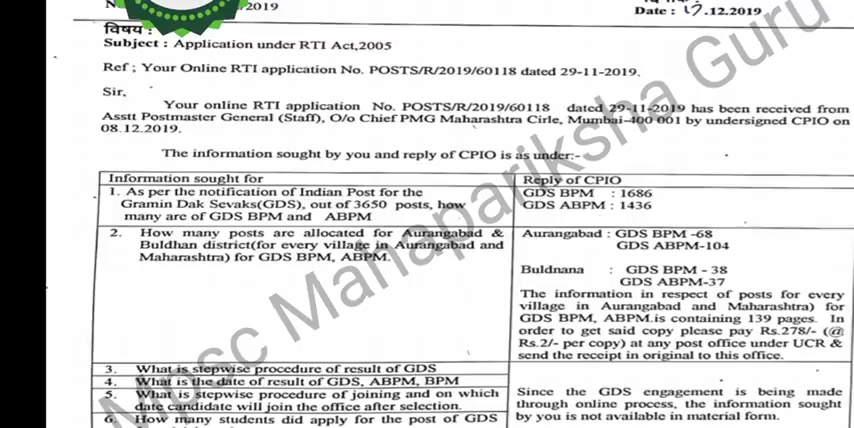 /2019
Date : 17.12.2019
विषय :
Subject : Application under RTI Act,2005
Ref ; Your Online RTI application No. POSTS/R/2019/60118 dated 29-11-2019.
Sir,
Your online RTI application No. POSTS/R/2019/60118 dated 29-11-2019 has been received from
Asstt Postmaster General (Staff), O/o Chief PMG Maharashtra Cirle, Mumbai-400 001 by undersigned CPIO on
08.12.2019.
The information sought by you and reply of CPIO is as under:-
Information sought for
1. As per the notification of Indian Post for the
Gramin Dak Sevaks(GDS), out of 3650 posts, how
many are of GDS BPM and ABPM
Reply of CPIO
GDS BPM : 1686
GDS ABPM : 1436
2. How many posts are allocated for Aurangabad &
Buldhan district(for every village in Aurangabad and
Maharashtra) for GDS BPM, ABPM.
Aurangabad : GDS BPM -68
GDS ABPM-104
Buldnana : GDS BPM - 38
GDS ABPM-37
The information in respect of posts for every
village in Aurangabad and Maharashtra) for
GDS BPM, ABPM.is containing 139 pages. In
order to get said copy please pay Rs.278/- (@
Rs.2/- per copy) at any post office under UCR &
send the receipt in original to this office.
3. What is stepwise procedure of result of GDS
4. What is the date of result of GDS, ABPM, BPM
5. What is stepwise procedure of joining and on which
date candidate will join the office after selection.
6. How many students did apply for the post of GDS
Since the GDS engagement is being made
through online process, the information sought
by you is not available in material form.
Mpsc Mahapariksha Guru